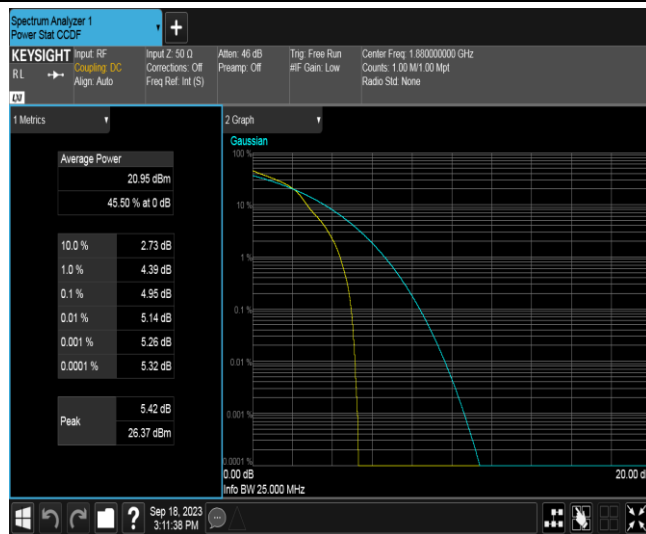 Spectrum Analyzer 1
Power Stat CCDF
+
KEYSIGHT
RL
LXI
Input: RF
Coupling: DC
Align: Auto
Input Z: 50 Ω
Corrections: Off
Freq Ref: Int (S)
Atten: 46 dB
Preamp: Off
Trig: Free Run
#IF Gain: Low
Center Freq: 1.880000000 GHz
Counts: 1.00 M/1.00 Mpt
Radio Std: None
1 Metrics
Average Power
20.95 dBm
45.50 % at 0 dB
10.0 % 2.73 dB
1.0 % 4.39 dB
0.1 % 4.95 dB
0.01 % 5.14 dB
0.001 % 5.26 dB
0.0001 % 5.32 dB
Peak
5.42 dB
26.37 dBm
2 Graph
Gaussian
100 %
10 %
1 %
0.1 %
0.01 %
0.001 %
0.0001 %
0.00 dB
20.00 d
Info BW 25.000 MHz
?
Sep 18, 2023
3:11:38 PM